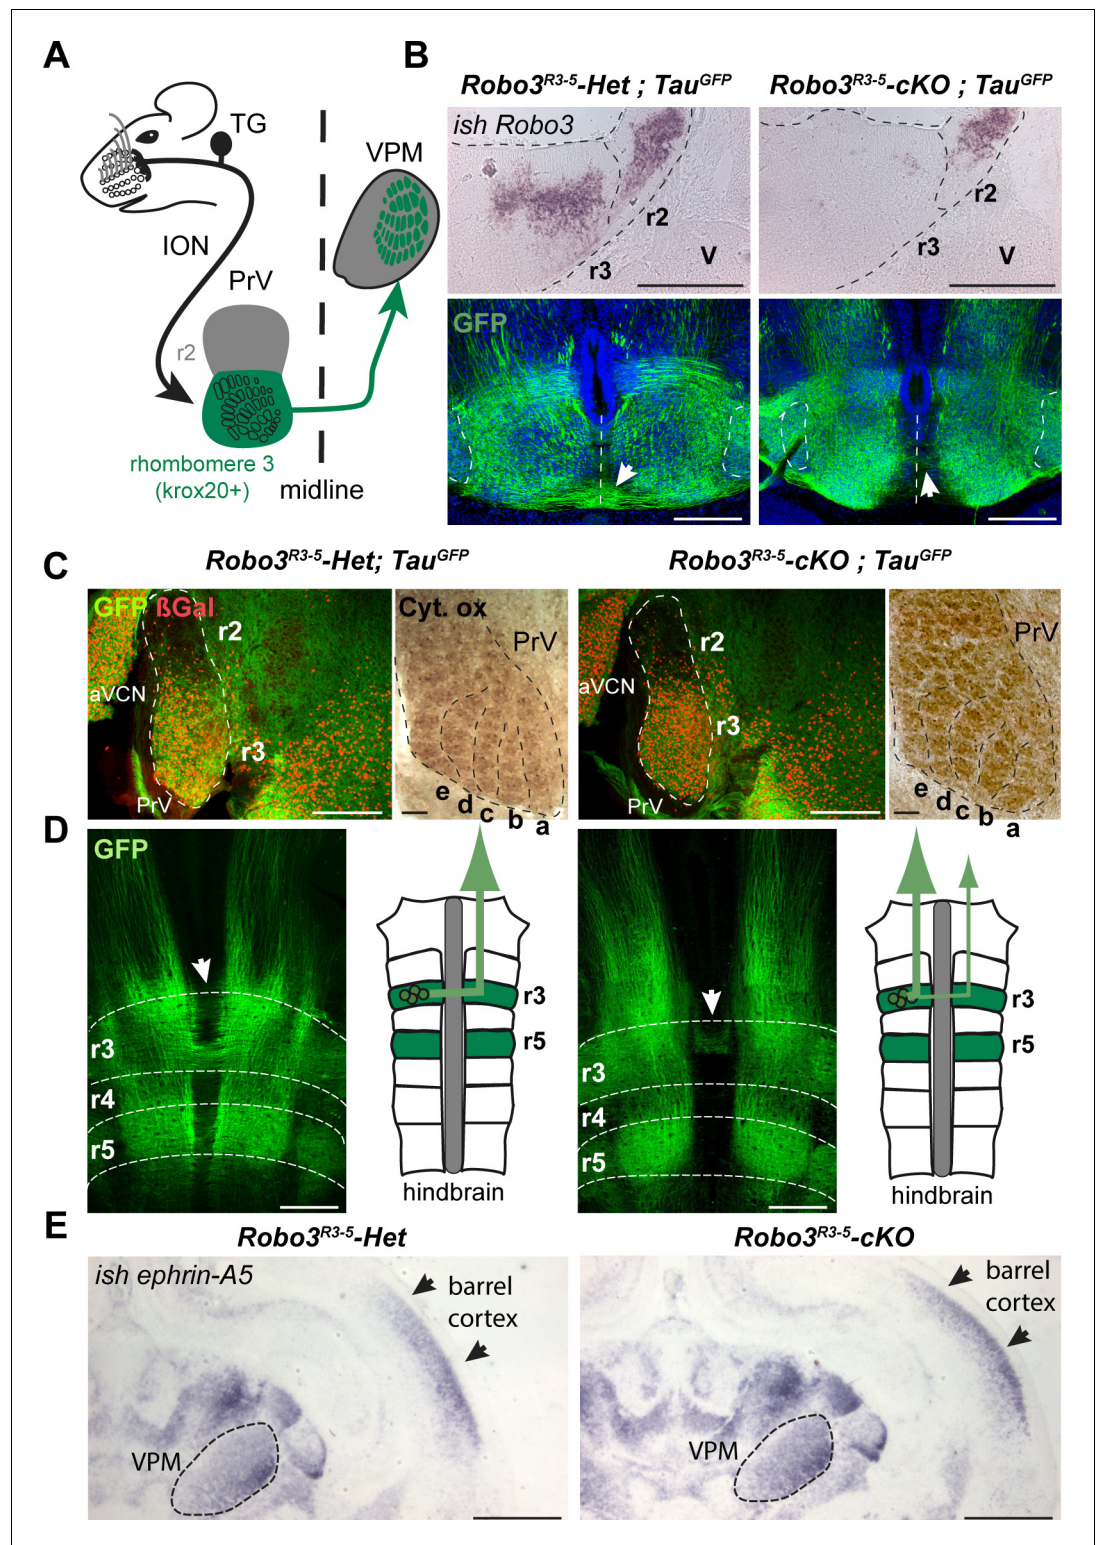 A
TG
VPM
ION
PrV
r2
rhombomere 3
(krox20+)
midline
B
Robo3R3-5-Het ; TauGFP
Robo3R3-5-cKO ; TauGFP
ish Robo3
r2
r3
V
r2
r3
V
GFP
C
Robo3R3-5-Het; TauGFP
Robo3R3-5-cKO ; TauGFP
GFP ßGal
r2
aVCN
r3
PrV
Cyt. ox
PrV
e
d
c
b
a
r2
aVCN
r3
PrV
PrV
e
d
c
b
a
D
GFP
r3
r4
r5
r3
r5
hindbrain
r3
r4
r5
r3
r5
hindbrain
E
Robo3R3-5-Het
Robo3R3-5-cKO
ish ephrin-A5
barrel
cortex
VPM
barrel
cortex
VPM